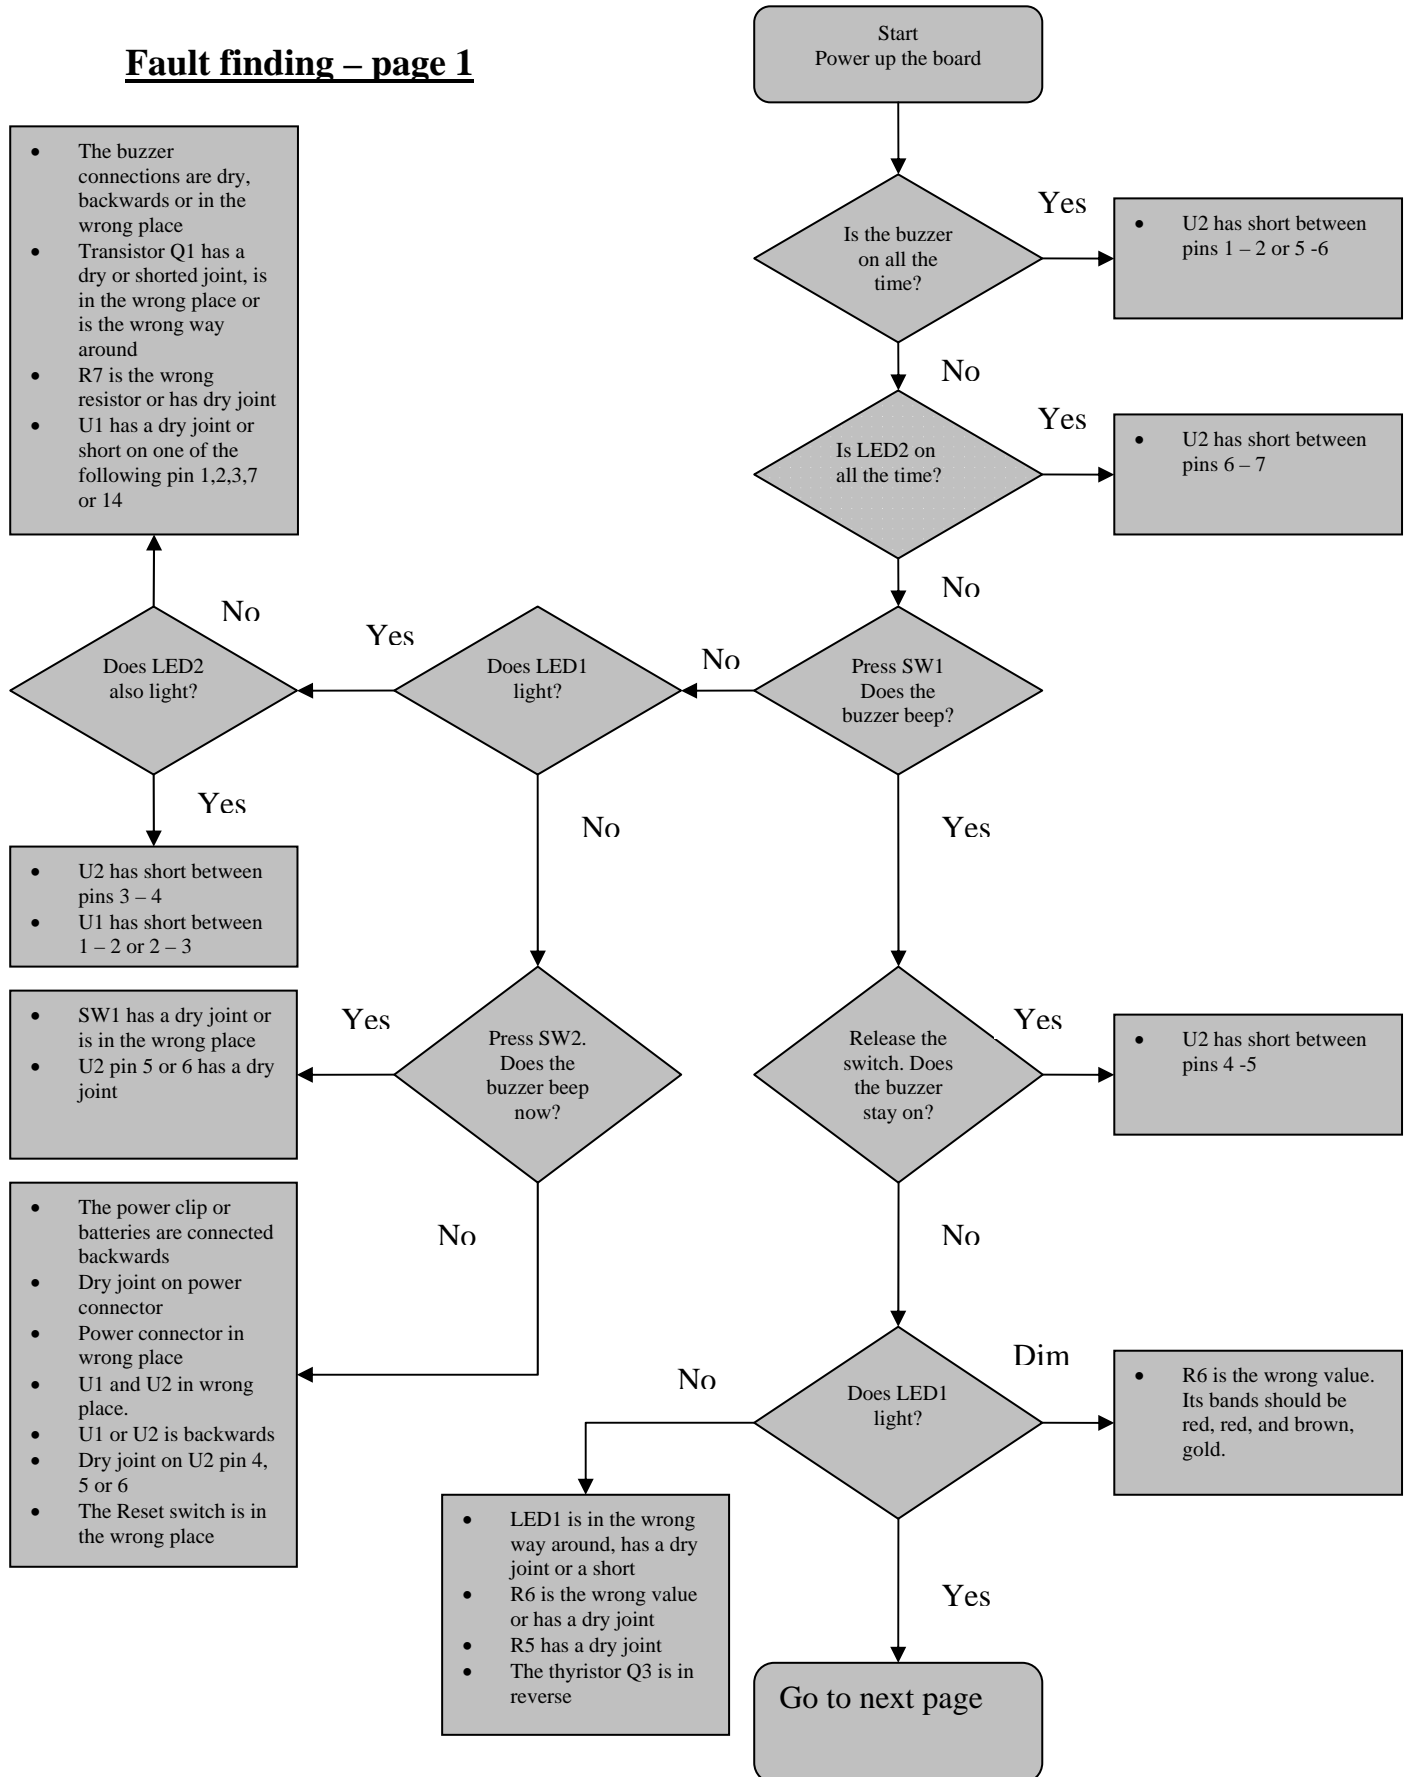 Fault finding – page 1
Start
Power up the board
• The buzzer
connections are dry,
backwards or in the
wrong place
• Transistor Q1 has a
dry or shorted joint, is
in the wrong place or
is the wrong way
around
• R7 is the wrong
resistor or has dry joint
• U1 has a dry joint or
short on one of the
following pin 1,2,3,7
or 14
Is the buzzer
on all the
time?
Yes
• U2 has short between
pins 1 – 2 or 5 -6
No
Is LED2 on
all the time?
Yes
• U2 has short between
pins 6 – 7
No
Press SW1
Does the
buzzer beep?
No
Does LED1
light?
Yes
Does LED2
also light?
No
Yes
• U2 has short between
pins 3 – 4
• U1 has short between
1 – 2 or 2 – 3
No
Yes
Press SW2.
Does the
buzzer beep
now?
Yes
• SW1 has a dry joint or
is in the wrong place
• U2 pin 5 or 6 has a dry
joint
No
• The power clip or
batteries are connected
backwards
• Dry joint on power
connector
• Power connector in
wrong place
• U1 and U2 in wrong
place.
• U1 or U2 is backwards
• Dry joint on U2 pin 4,
5 or 6
• The Reset switch is in
the wrong place
Release the
switch. Does
the buzzer
stay on?
Yes
• U2 has short between
pins 4 -5
No
Does LED1
light?
Dim
• R6 is the wrong value.
Its bands should be
red, red, and brown,
gold.
No
• LED1 is in the wrong
way around, has a dry
joint or a short
• R6 is the wrong value
or has a dry joint
• R5 has a dry joint
• The thyristor Q3 is in
reverse
Yes
Go to next page